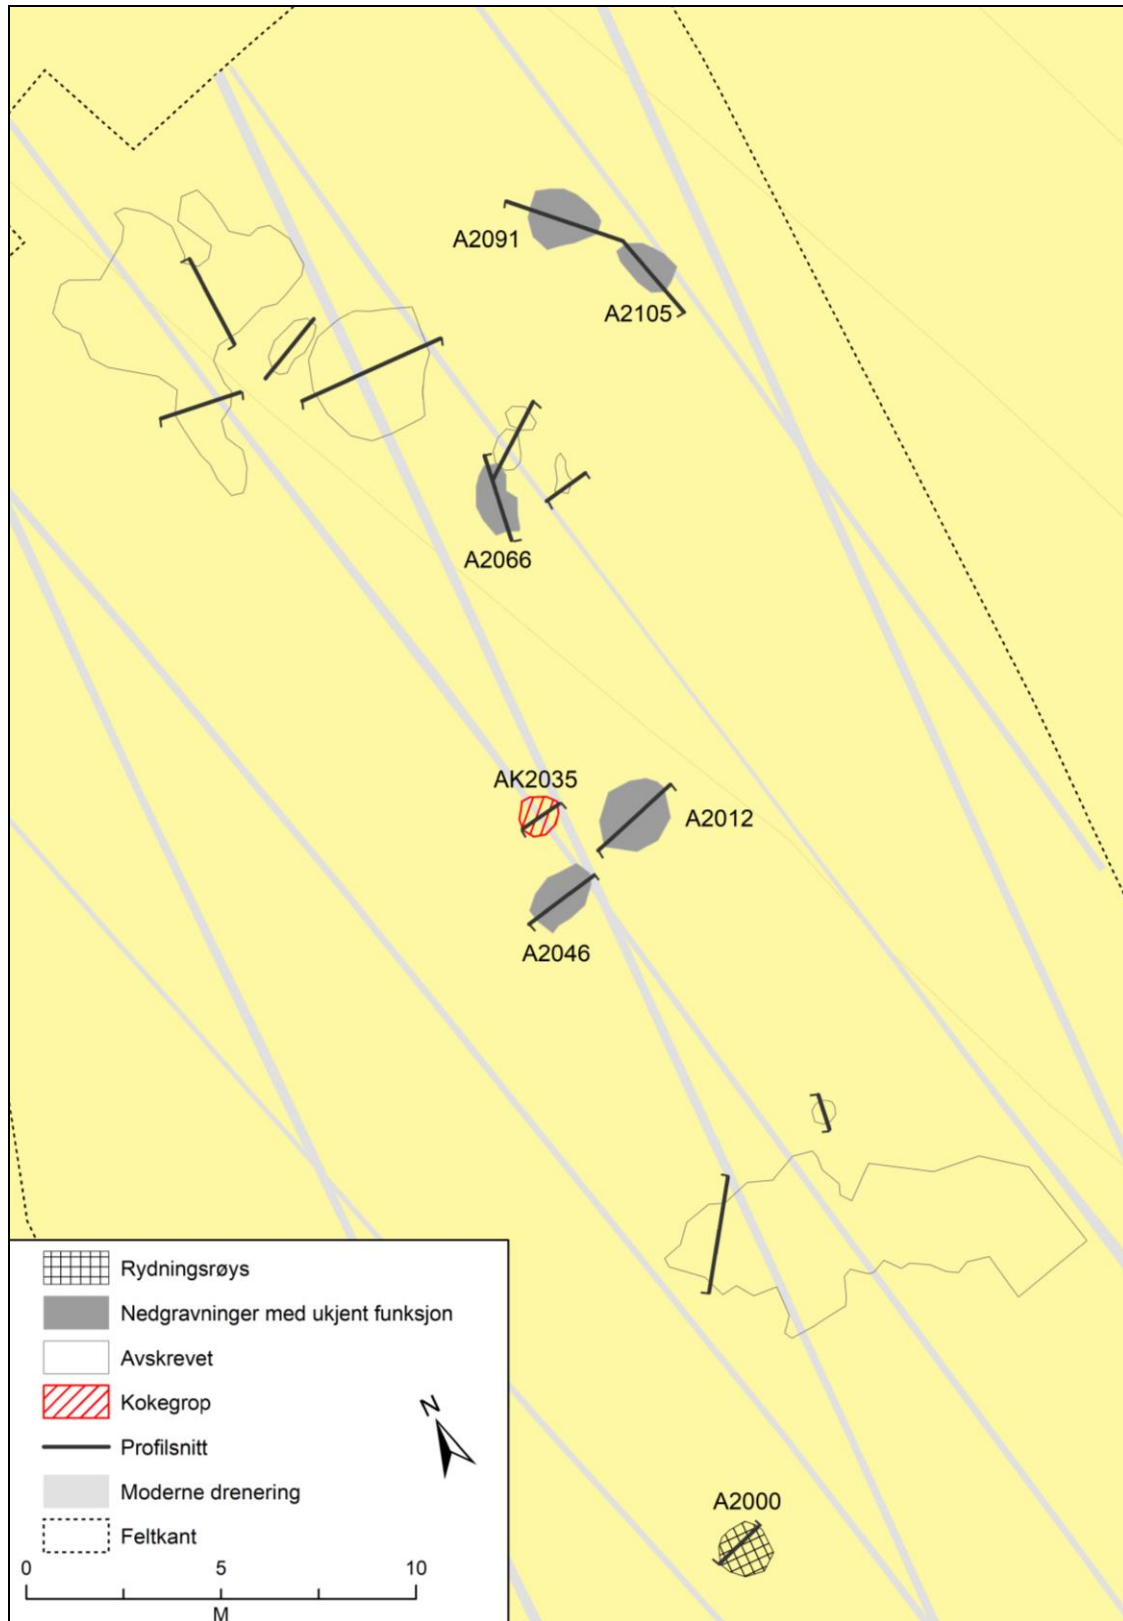 A2091
A2105
A2066
AK2035
A2012
A2046
Rydningsrøys
Nedgravninger med ukjent funksjon
Avskrevet
Kokegrop
Profilsnitt
Moderne drenering
Feltkant
N
0 5 10
M
A2000